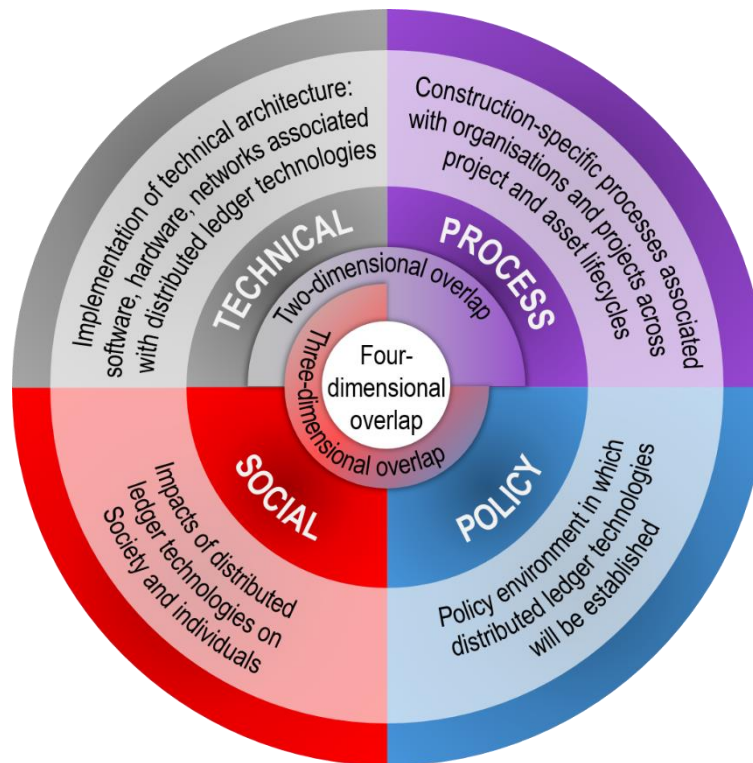 Implementation of technical architecture:
software, hardware, networks associated
with distributed ledger technologies
TECHNICAL
Construction-specific processes associated
with organisations and projects across
project and asset lifecycles
PROCESS
Two-dimensional overlap
Three-dimensional overlap
Four-
dimensional
overlap
SOCIAL
Impacts of distributed
ledger technologies on
Society and individuals
POLICY
Policy environment in which
distributed ledger technologies
will be established